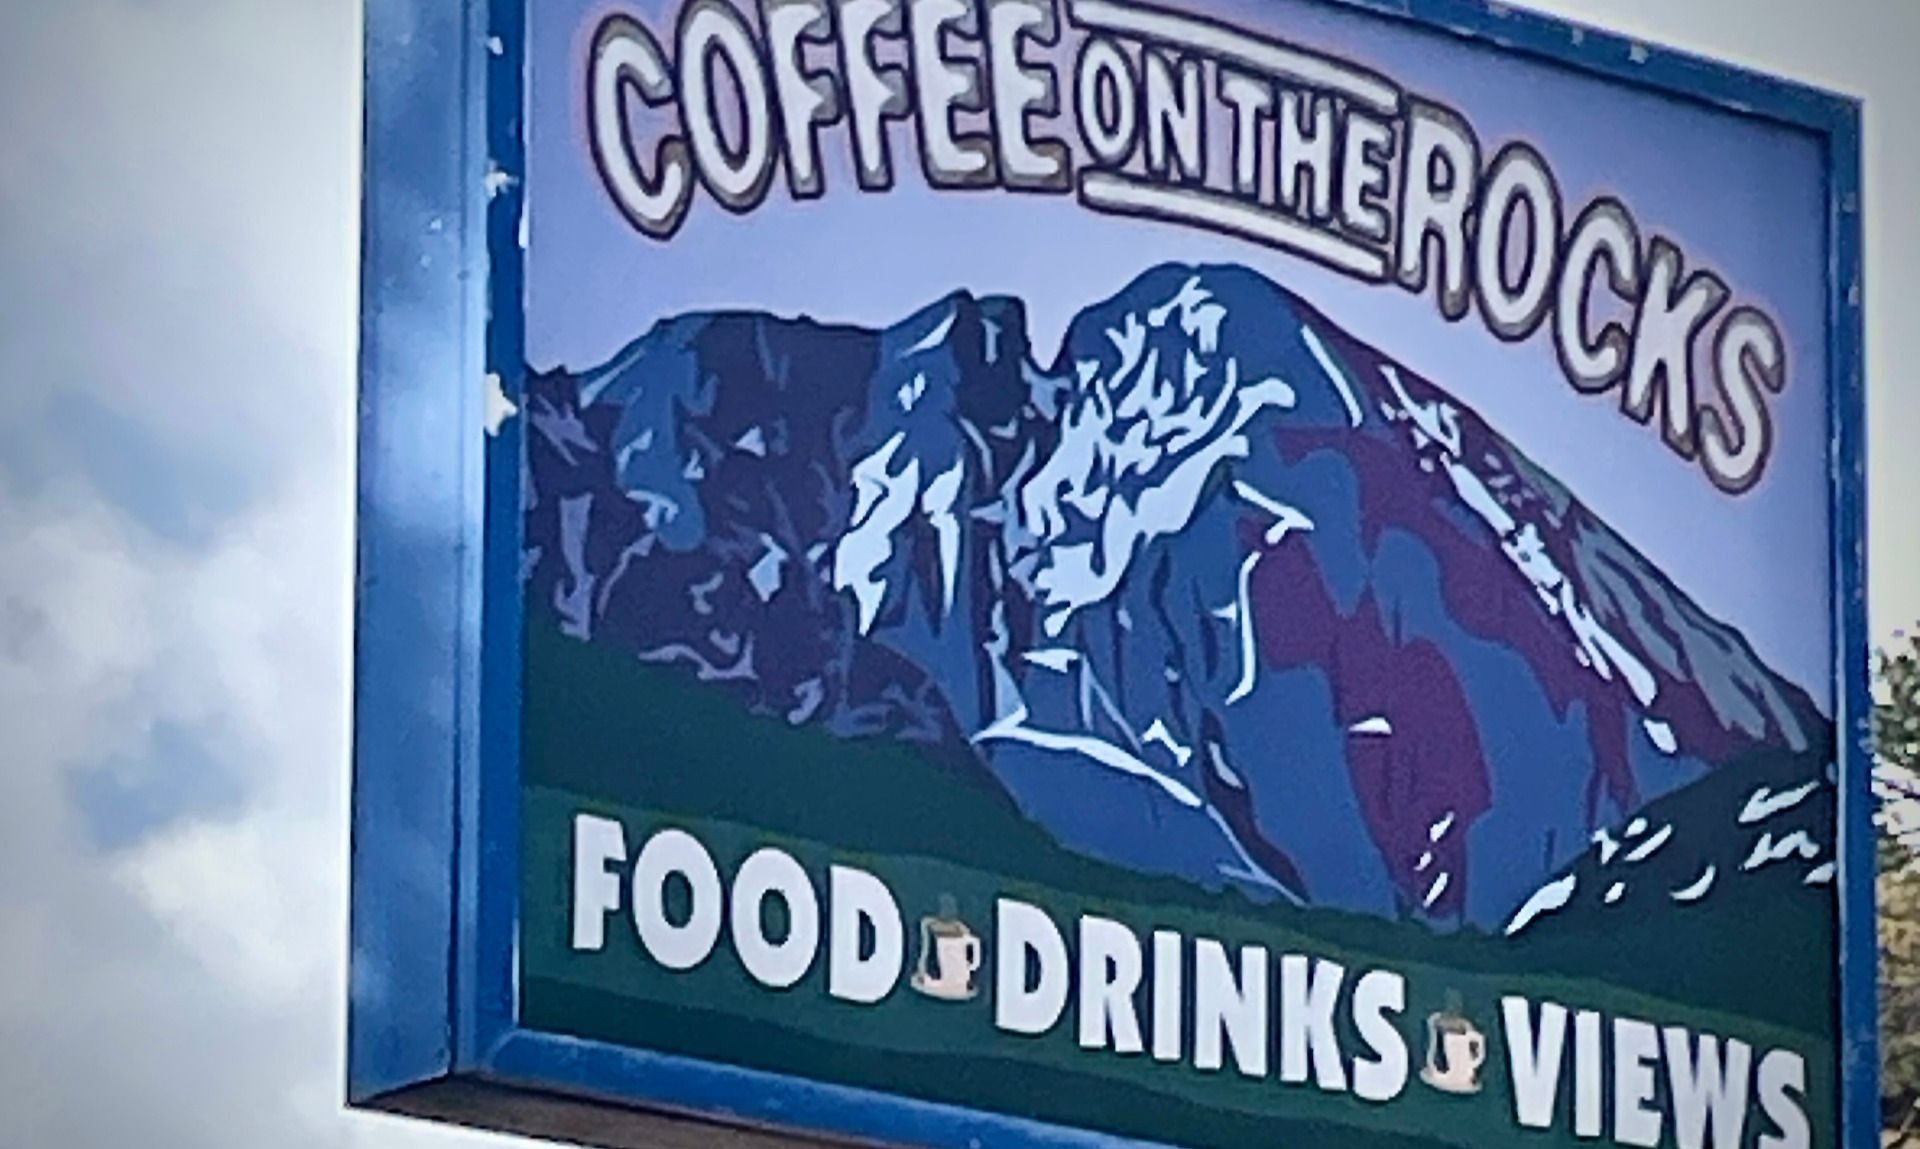 COFFEE ON THE ROCKS
FOOD DRINKS VIEWS